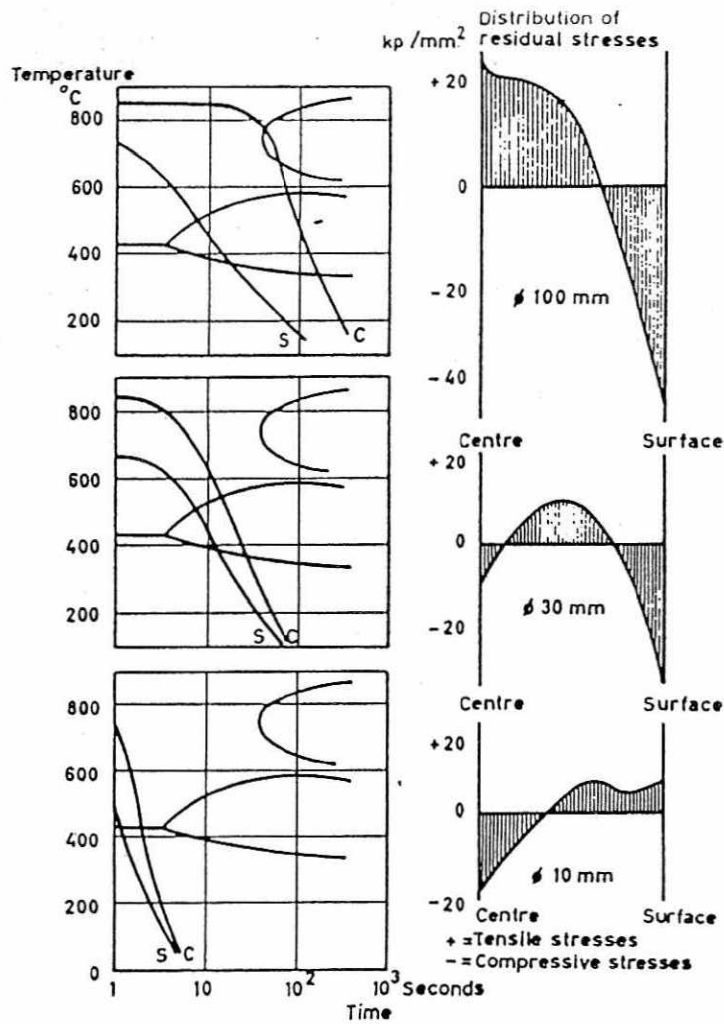 Distribution of
kp /mm.² residual stresses
Temperature
°C
800
600
400
200
S
C
+ 20
0
- 20
- 40
ø 100 mm
Centre
Surface
800
600
400
200
S
C
+ 20
0
- 20
ø 30 mm
Centre
Surface
800
600
400
200
0
S
C
1
10
10²
10³ Seconds
Time
+ 20
0
- 20
ø 10 mm
Centre
Surface
+ = Tensile stresses
- = Compressive stresses